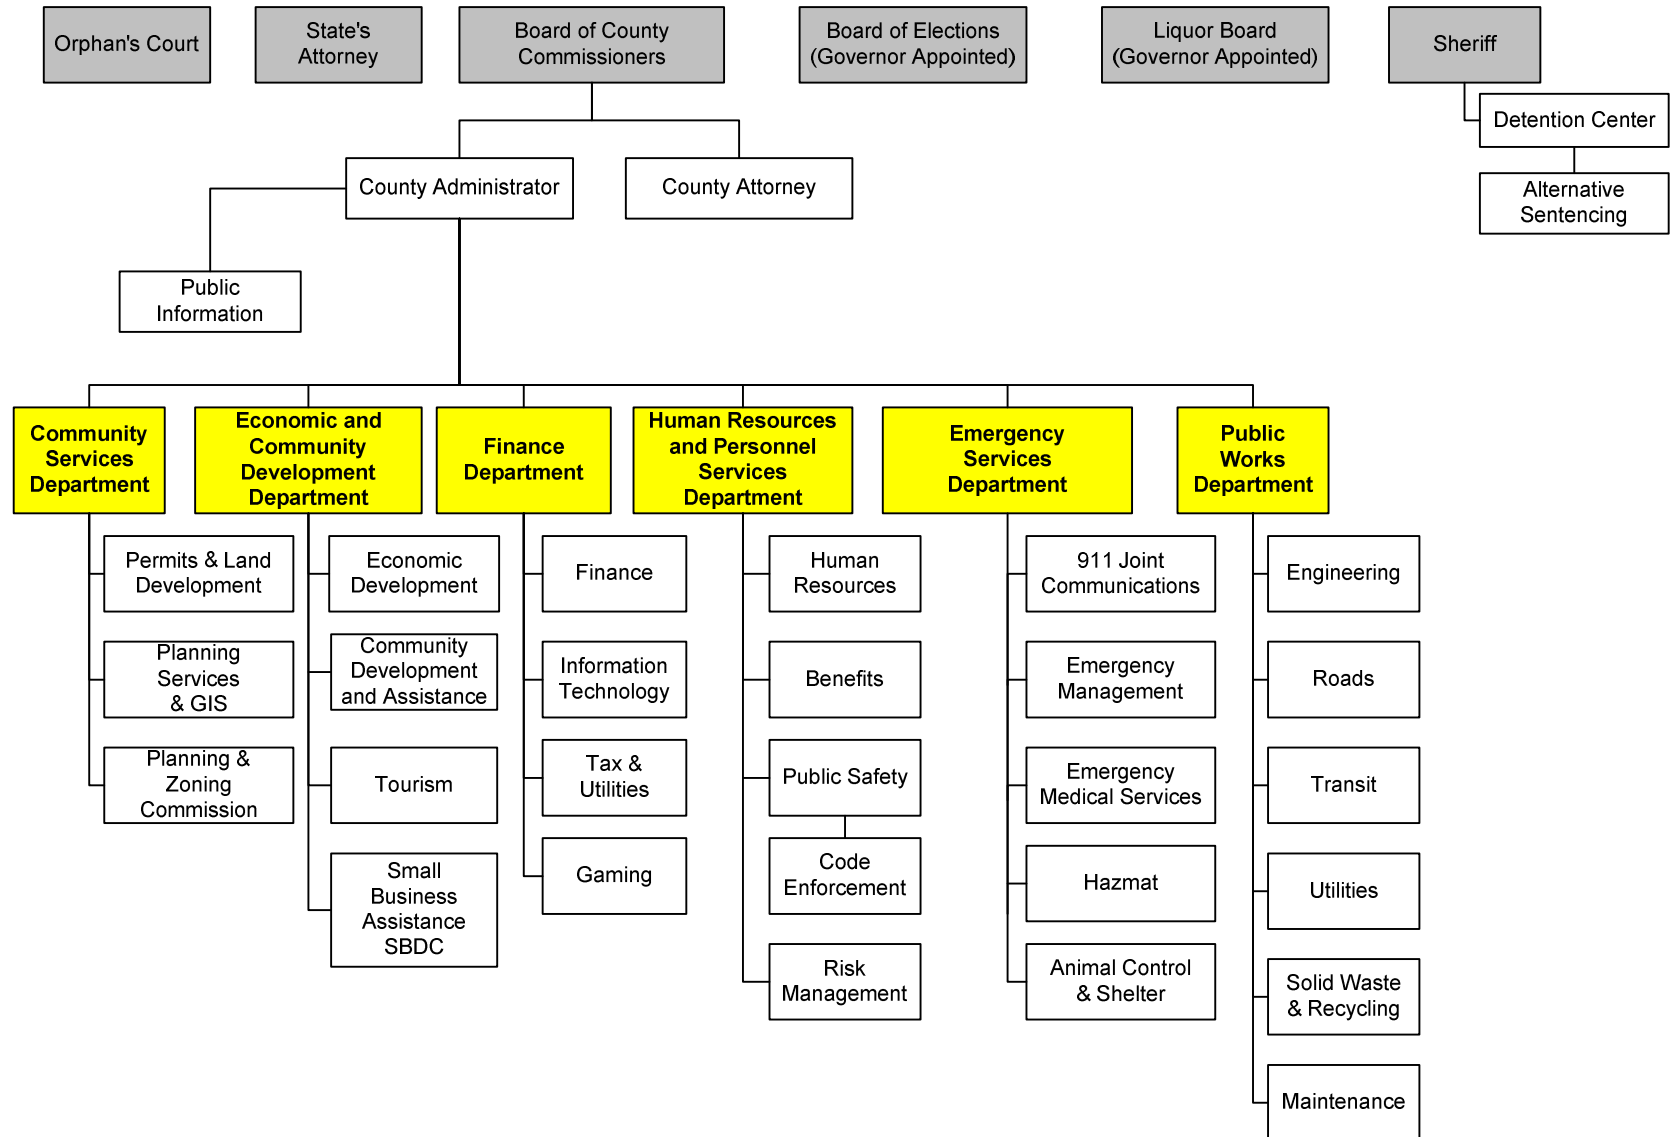 Orphan's Court
State's
Attorney
Board of County
Commissioners
Board of Elections
(Governor Appointed)
Liquor Board
(Governor Appointed)
Sheriff
Detention Center
Alternative
Sentencing
County Administrator
County Attorney
Public
Information
Community
Services
Department
Economic and
Community
Development
Department
Finance
Department
Human Resources
and Personnel
Services
Department
Emergency
Services
Department
Public
Works
Department
Permits & Land
Development
Planning
Services
& GIS
Planning &
Zoning
Commission
Economic
Development
Community
Development
and Assistance
Tourism
Small
Business
Assistance
SBDC
Finance
Information
Technology
Tax &
Utilities
Gaming
Human
Resources
Benefits
Public Safety
Code
Enforcement
Risk
Management
911 Joint
Communications
Emergency
Management
Emergency
Medical Services
Hazmat
Animal Control
& Shelter
Engineering
Roads
Transit
Utilities
Solid Waste
& Recycling
Maintenance